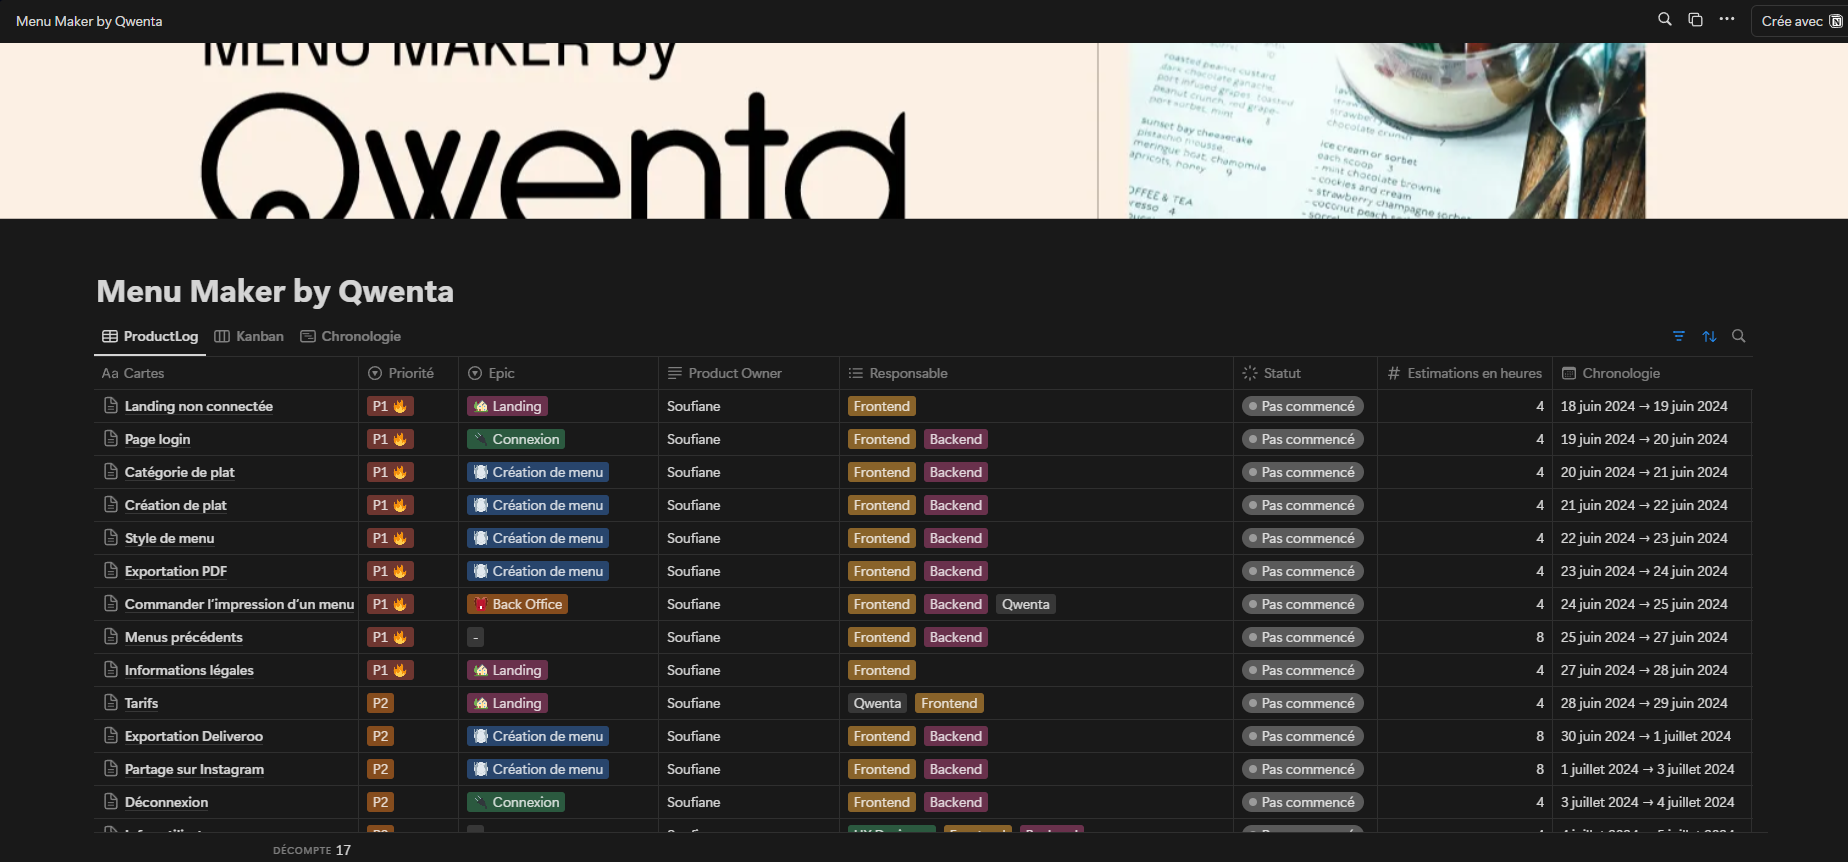 Menu Maker by Qwenta
Crée avec
MENU MAKER by
Qwenta
roasted peanut custard
dark chocolate ganache,
port infused grapes, toasted
peanut crunch, red grape-
port sorbet, mint 8
sunset bay cheesecake
pistachio mousse,
meringue boat, chamomile
apricots, honey 9
OFFEE & TEA
resso 4
strawberry
chocolate crunch
7
ice cream or sorbet
each scoop 3
- mint chocolate brownie
- cookies and cream
- strawberry champagne sorbet
- coconut peach
Menu Maker by Qwenta
ProductLog Kanban Chronologie
Aa Cartes Priorité Epic Product Owner Responsable Statut # Estimations en heures Chronologie
Landing non connectée P1 🔥 🏡 Landing Soufiane Frontend Pas commencé 4 18 juin 2024 → 19 juin 2024
Page login P1 🔥 🔌 Connexion Soufiane Frontend Backend Pas commencé 4 19 juin 2024 → 20 juin 2024
Catégorie de plat P1 🔥 🍽 Création de menu Soufiane Frontend Backend Pas commencé 4 20 juin 2024 → 21 juin 2024
Création de plat P1 🔥 🍽 Création de menu Soufiane Frontend Backend Pas commencé 4 21 juin 2024 → 22 juin 2024
Style de menu P1 🔥 🍽 Création de menu Soufiane Frontend Backend Pas commencé 4 22 juin 2024 → 23 juin 2024
Exportation PDF P1 🔥 🍽 Création de menu Soufiane Frontend Backend Pas commencé 4 23 juin 2024 → 24 juin 2024
Commander l'impression d'un menu P1 🔥 Back Office Soufiane Frontend Backend Qwenta Pas commencé 4 24 juin 2024 → 25 juin 2024
Menus précédents P1 🔥 - Soufiane Frontend Backend Pas commencé 8 25 juin 2024 → 27 juin 2024
Informations légales P1 🔥 🏡 Landing Soufiane Frontend Pas commencé 4 27 juin 2024 → 28 juin 2024
Tarifs P2 🏡 Landing Soufiane Qwenta Frontend Pas commencé 4 28 juin 2024 → 29 juin 2024
Exportation Deliveroo P2 🍽 Création de menu Soufiane Frontend Backend Pas commencé 8 30 juin 2024 → 1 juillet 2024
Partage sur Instagram P2 🍽 Création de menu Soufiane Frontend Backend Pas commencé 8 1 juillet 2024 → 3 juillet 2024
Déconnexion P2 🔌 Connexion Soufiane Frontend Backend Pas commencé 4 3 juillet 2024 → 4 juillet 2024
DÉCOMPTE 17